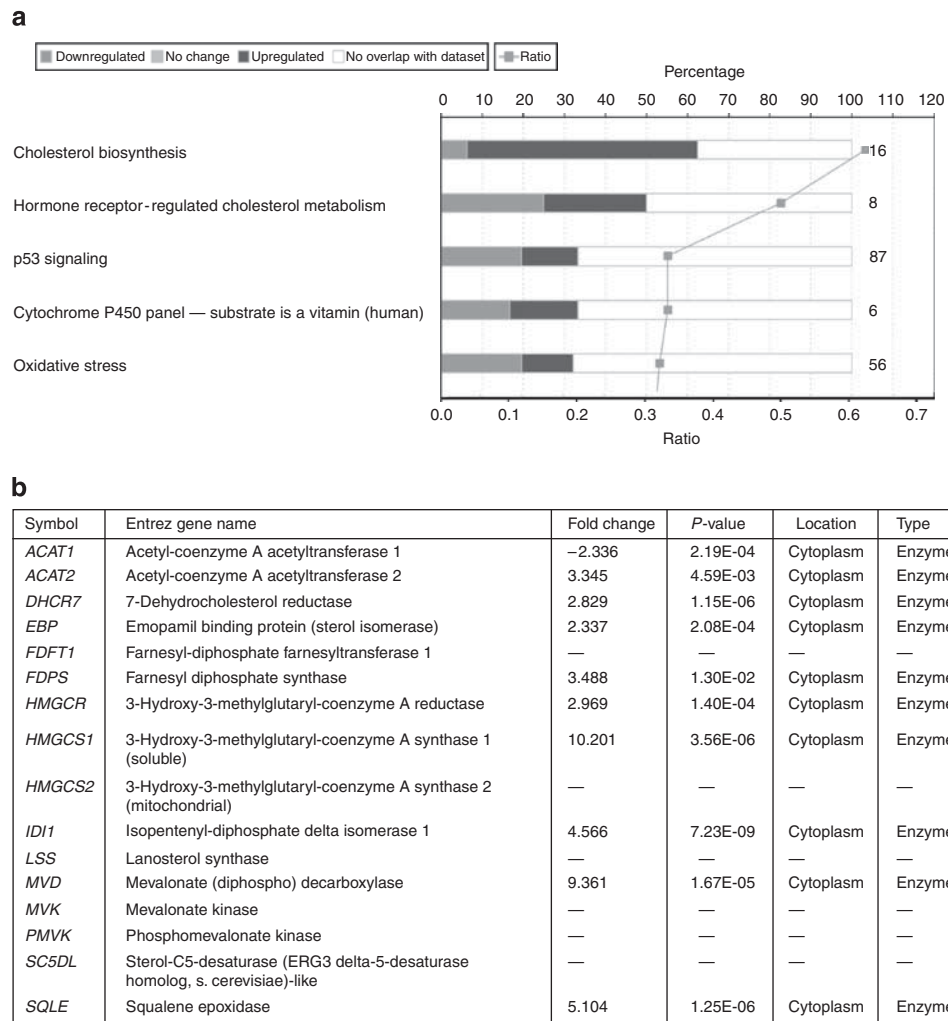 a
Downregulated No change Upregulated No overlap with dataset Ratio
Percentage
0 10 20 30 40 50 60 70 80 90 100 110 120
Cholesterol biosynthesis 16
Hormone receptor-regulated cholesterol metabolism 8
p53 signaling 87
Cytochrome P450 panel — substrate is a vitamin (human) 6
Oxidative stress 56
0.0 0.1 0.2 0.3 0.4 0.5 0.6 0.7
Ratio
b
Symbol Entrez gene name Fold change P-value Location Type
ACAT1 Acetyl-coenzyme A acetyltransferase 1 −2.336 2.19E-04 Cytoplasm Enzyme
ACAT2 Acetyl-coenzyme A acetyltransferase 2 3.345 4.59E-03 Cytoplasm Enzyme
DHCR7 7-Dehydrocholesterol reductase 2.829 1.15E-06 Cytoplasm Enzyme
EBP Emopamil binding protein (sterol isomerase) 2.337 2.08E-04 Cytoplasm Enzyme
FDFT1 Farnesyl-diphosphate farnesyltransferase 1 — — — —
FDPS Farnesyl diphosphate synthase 3.488 1.30E-02 Cytoplasm Enzyme
HMGCR 3-Hydroxy-3-methylglutaryl-coenzyme A reductase 2.969 1.40E-04 Cytoplasm Enzyme
HMGCS1 3-Hydroxy-3-methylglutaryl-coenzyme A synthase 1 10.201 3.56E-06 Cytoplasm Enzyme
(soluble)
HMGCS2 3-Hydroxy-3-methylglutaryl-coenzyme A synthase 2 — — — —
(mitochondrial)
IDI1 Isopentenyl-diphosphate delta isomerase 1 4.566 7.23E-09 Cytoplasm Enzyme
LSS Lanosterol synthase — — — —
MVD Mevalonate (diphospho) decarboxylase 9.361 1.67E-05 Cytoplasm Enzyme
MVK Mevalonate kinase — — — —
PMVK Phosphomevalonate kinase — — — —
SC5DL Sterol-C5-desaturase (ERG3 delta-5-desaturase — — — —
homolog, s. cerevisiae)-like
SQLE Squalene epoxidase 5.104 1.25E-06 Cytoplasm Enzyme